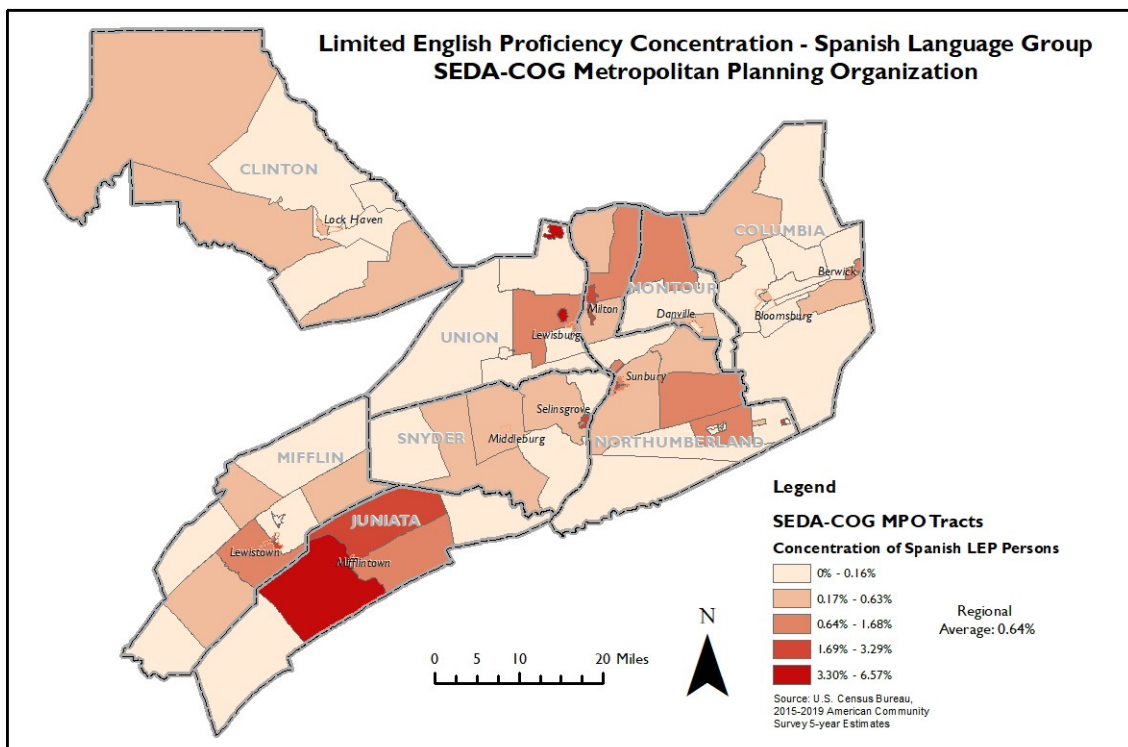 Limited English Proficiency Concentration - Spanish Language Group
SEDA-COG Metropolitan Planning Organization
CLINTON
Lock Haven
COLUMBIA
Berwick
MONTOUR
Milton
Danville
Bloomsburg
UNION
Lewisburg
Sunbury
Selinsgrove
SNYDER
Middleburg
NORTHUMBERLAND
MIFFLIN
JUNIATA
Lewistown
Mifflintown
Legend
SEDA-COG MPO Tracts
Concentration of Spanish LEP Persons
0% - 0.16%
0.17% - 0.63%
0.64% - 1.68%
1.69% - 3.29%
3.30% - 6.57%
Regional
Average: 0.64%
N
0 5 10 20 Miles
Source: U.S. Census Bureau,
2015-2019 American Community
Survey 5-year Estimates